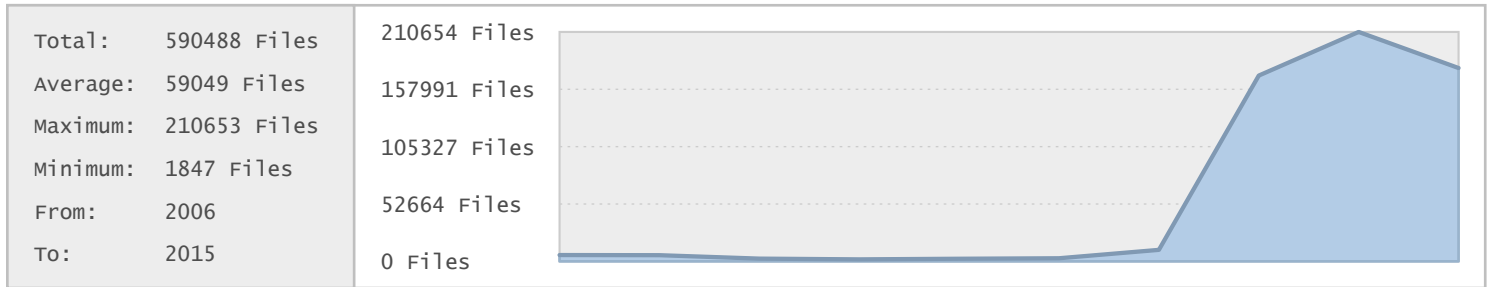 Total: 590488 Files
Average: 59049 Files
Maximum: 210653 Files
Minimum: 1847 Files
From: 2006
To: 2015
210654 Files
157991 Files
105327 Files
52664 Files
0 Files